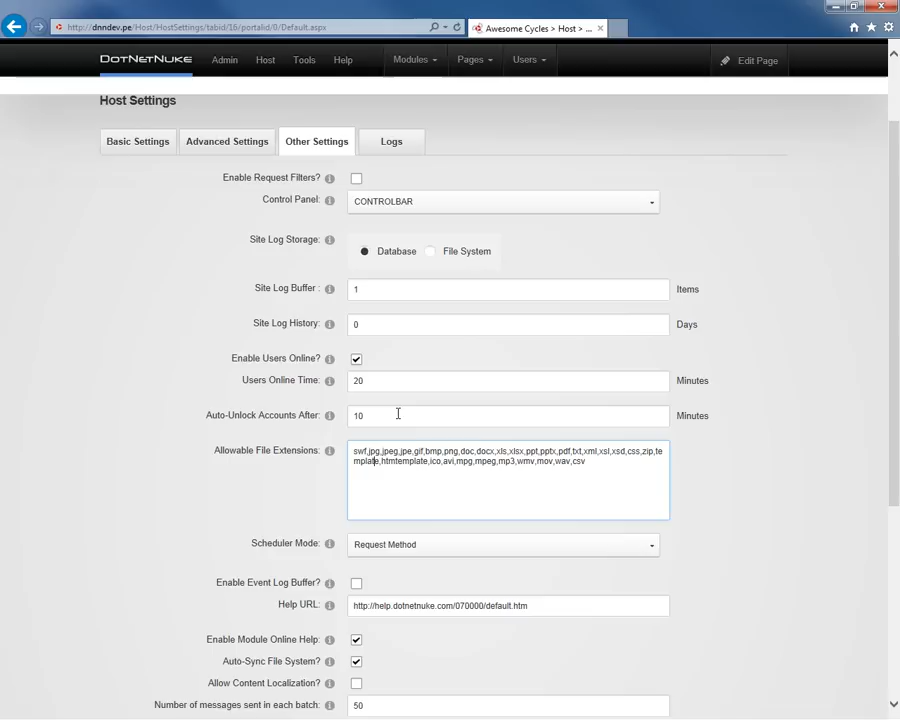 http://dnndev.pe/Host/HostSettings/tabid/16/portalid/0/Default.aspx
Awesome Cycles > Host > ...
DOTNETNUKE Admin Host Tools Help Modules Pages Users Edit Page
Host Settings
Basic Settings Advanced Settings Other Settings Logs
Enable Request Filters?
Control Panel: CONTROLBAR
Site Log Storage: Database File System
Site Log Buffer : 1 Items
Site Log History: 0 Days
Enable Users Online?
Users Online Time: 20 Minutes
Auto-Unlock Accounts After: 10 Minutes
Allowable File Extensions: swf,jpg,jpeg,jpe,gif,bmp,png,doc,docx,xls,xlsx,ppt,pptx,pdf,txt,xml,xsl,xsd,css,zip,te
mplate,htmtemplate,ico,avi,mpg,mpeg,mp3,wmv,mov,wav,csv
Scheduler Mode: Request Method
Enable Event Log Buffer?
Help URL: http://help.dotnetnuke.com/070000/default.htm
Enable Module Online Help:
Auto-Sync File System?
Allow Content Localization?
Number of messages sent in each batch: 50